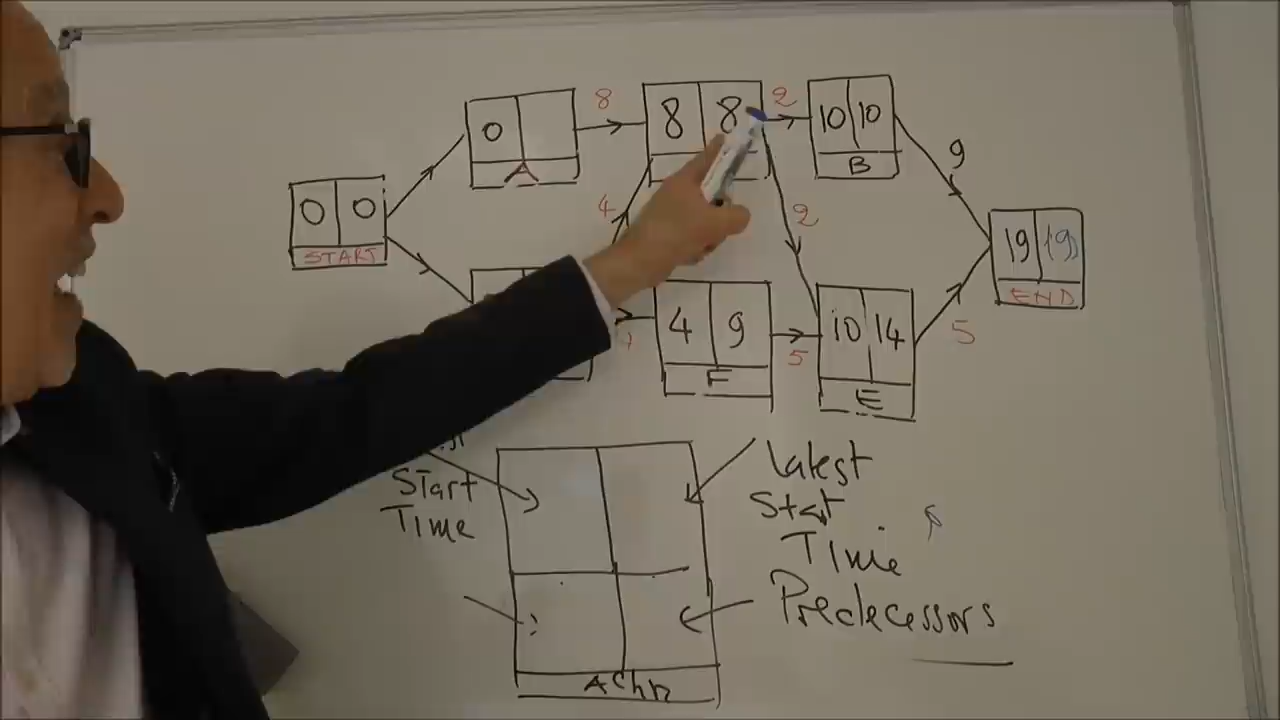 0 0
START
0
A
8
8 8
2
10 10
B
9
4
2
19 19
END
4 9
F
5
10 14
E
5
Start
Time
Latest
Start
Time
Predecessors